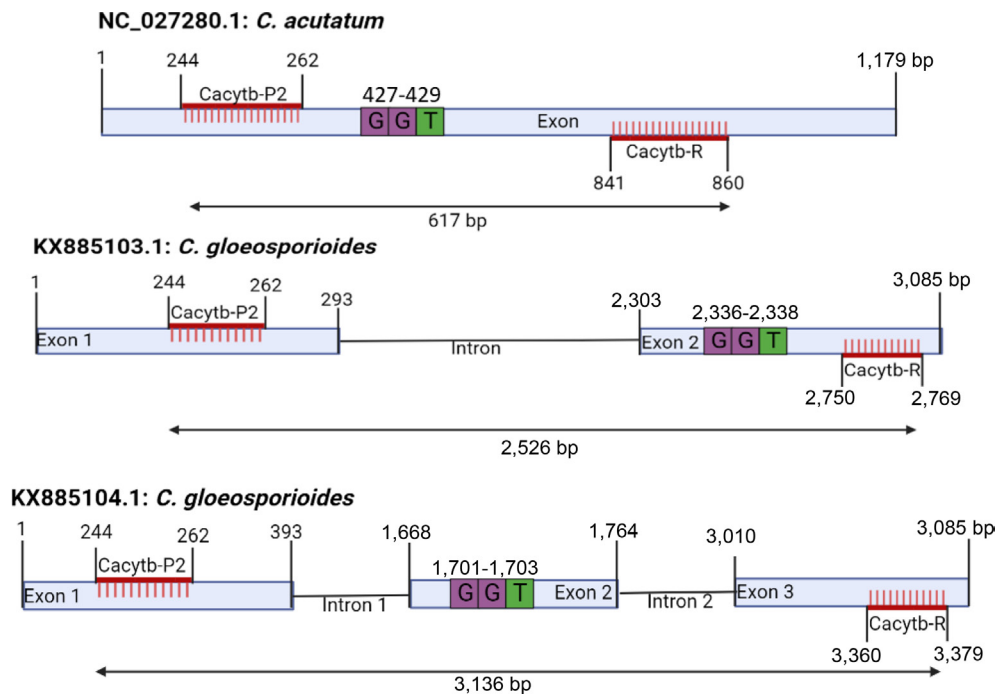 NC_027280.1: C. acutatum
1 244 262 1,179 bp
Cacytb-P2 427-429
G G T Exon
Cacytb-R
841 860
617 bp
KX885103.1: C. gloeosporioides
1 244 262 293 2,303 3,085 bp
Cacytb-P2 2,336-2,338
Exon 1 Intron Exon 2 G G T
Cacytb-R
2,750 2,769
2,526 bp
KX885104.1: C. gloeosporioides
1 244 262 393 1,668 1,764 3,010 3,085 bp
Cacytb-P2 1,701-1,703
Exon 1 Intron 1 G G T Exon 2 Intron 2 Exon 3
Cacytb-R
3,360 3,379
3,136 bp